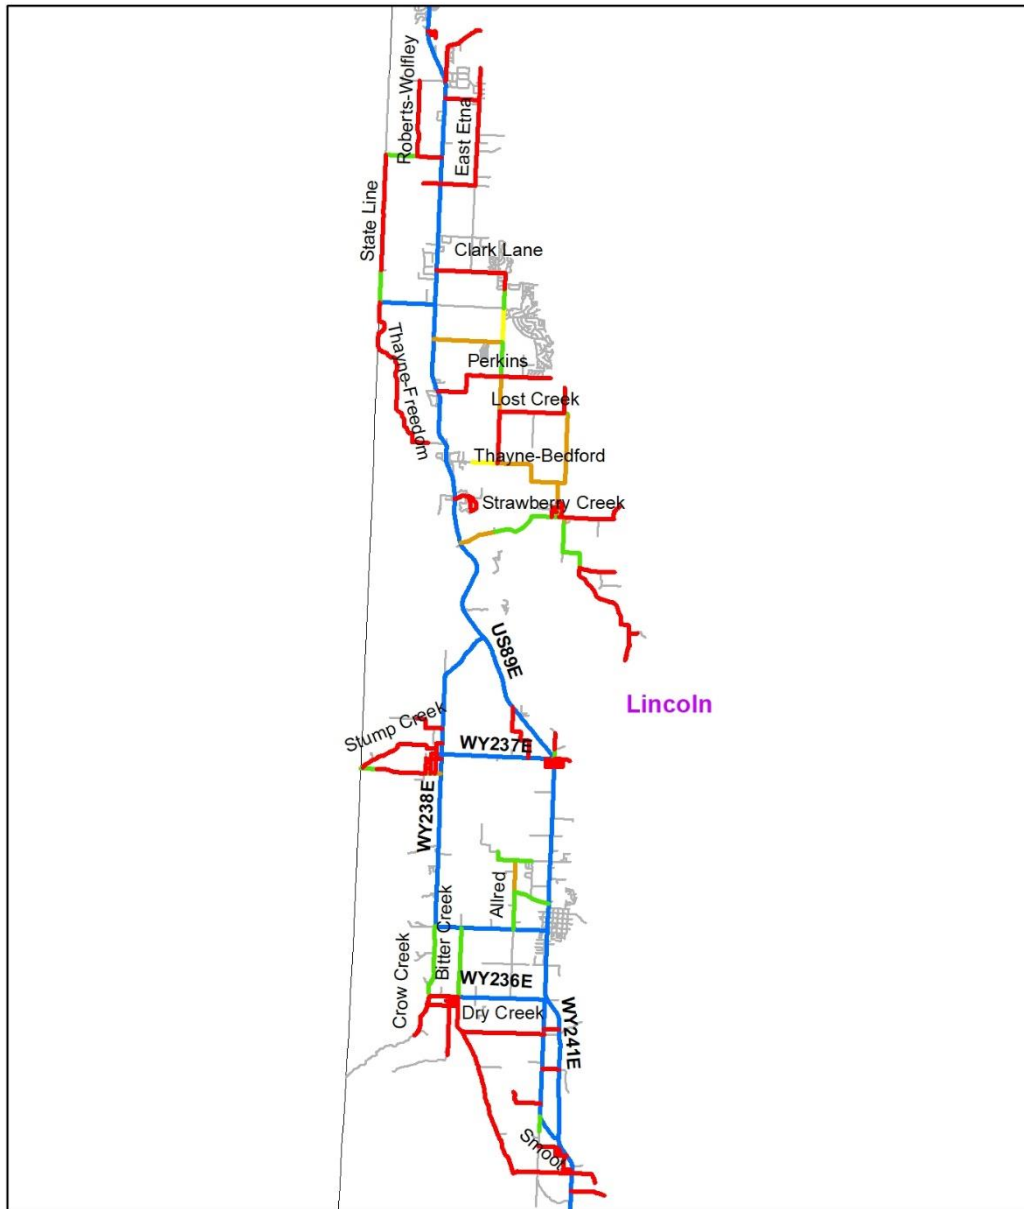 Roberts-Wolfley
East Etna
State Line
Clark Lane
Thayne-Freedom
Perkins
Lost Creek
Thayne-Bedford
Strawberry Creek
US89E
Lincoln
Stump Creek
WY237E
WY238E
Allred
Bitter Creek
Crow Creek
WY236E
Dry Creek
WY241E
Smoot